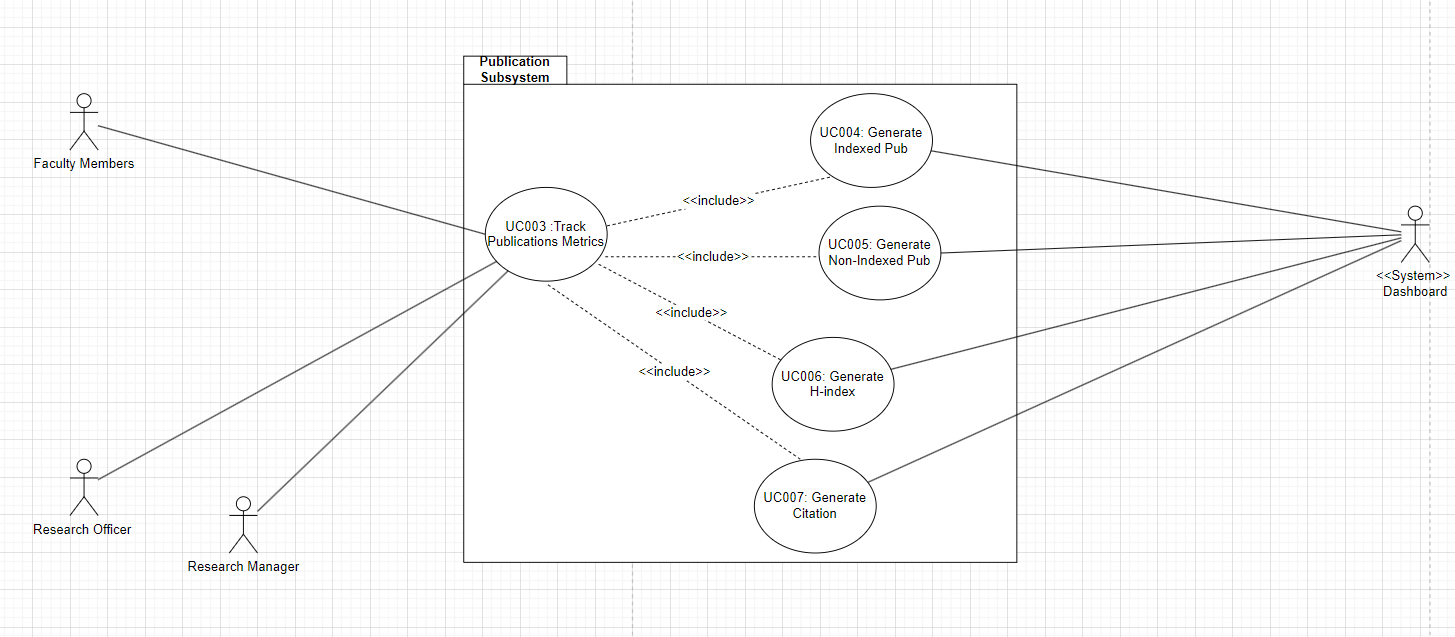 Publication
Subsystem
Faculty Members
UC004: Generate
Indexed Pub
<<include>>
UC003 :Track
Publications Metrics
UC005: Generate
Non-Indexed Pub
<<include>>
<<System>>
Dashboard
<<include>>
UC006: Generate
H-index
<<include>>
UC007: Generate
Citation
Research Officer
Research Manager